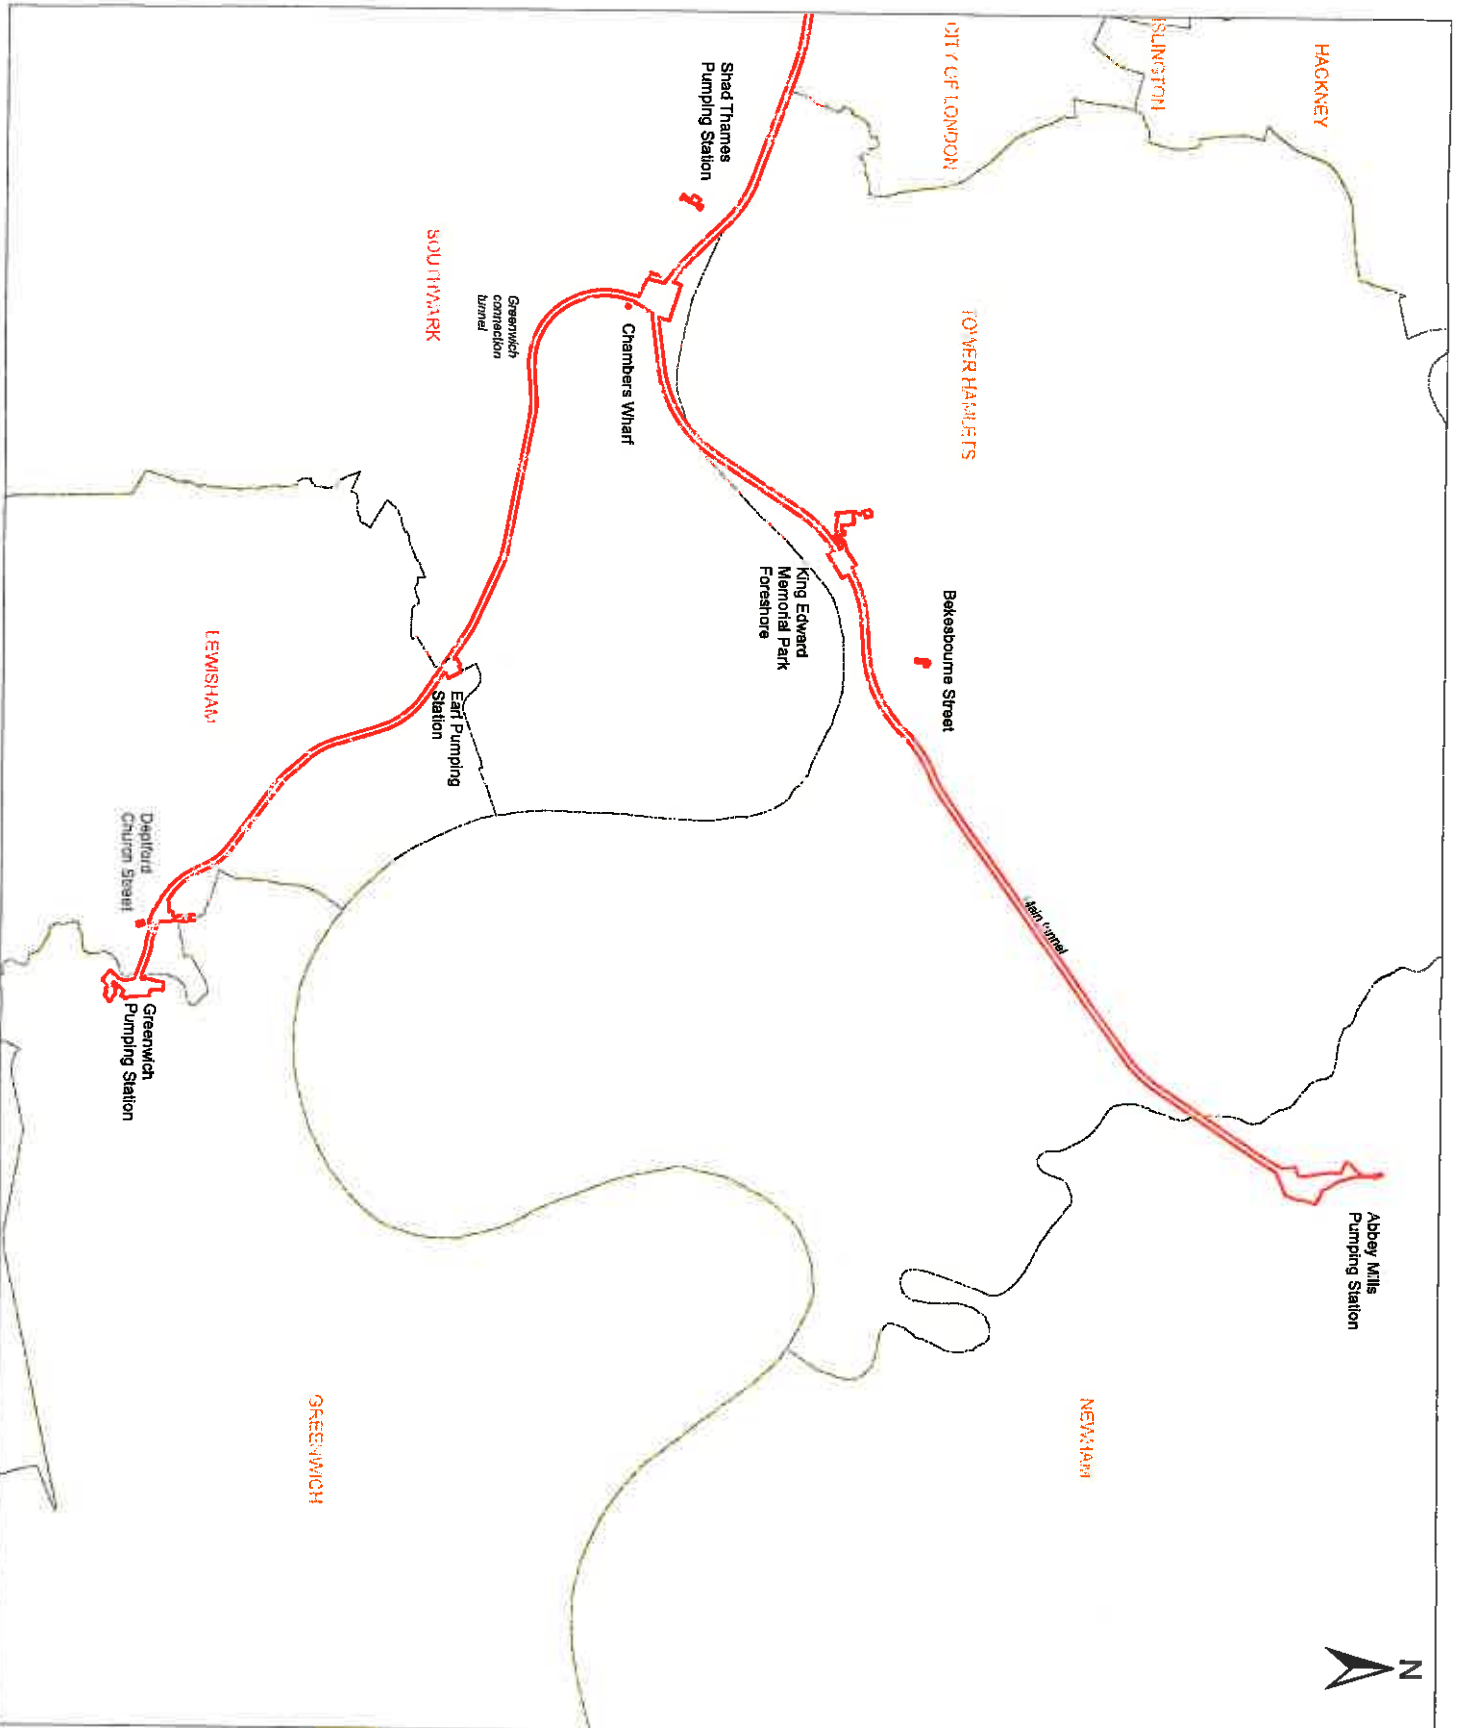 HACKNEY
ISLINGTON
CITY OF LONDON
TOWER HAMLETS
NEWHAM
SOUTHWARK
LEWISHAM
GREENWICH
N
Abbey Mills
Pumping Station
Bekesbourne Street
Main tunnel
King Edward
Memorial Park
Foreshore
Shad Thames
Pumping Station
Chambers Wharf
Greenwich
connection
tunnel
Earl Pumping
Station
Deptford
Church Street
Greenwich
Pumping Station